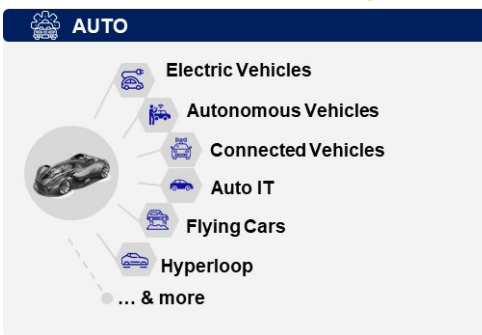 AUTO
Electric Vehicles
Autonomous Vehicles
Connected Vehicles
Auto IT
Flying Cars
Hyperloop
... & more